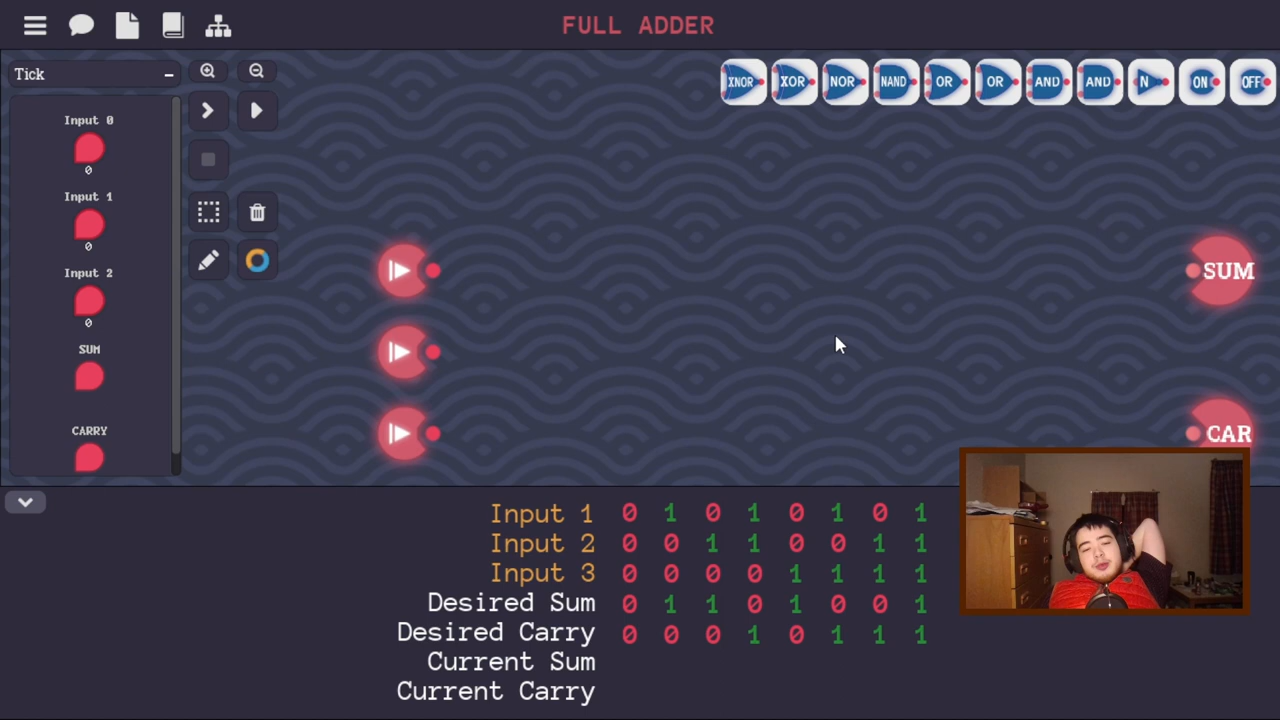 FULL ADDER
Tick
XNOR XOR NOR NAND OR OR AND AND N ON OFF
Input 0
0
Input 1
0
Input 2
0
SUM
CARRY
SUM
CAR
Input 1 0 1 0 1 0 1 0 1
Input 2 0 0 1 1 0 0 1 1
Input 3 0 0 0 0 1 1 1 1
Desired Sum 0 1 1 0 1 0 0 1
Desired Carry 0 0 0 1 0 1 1 1
Current Sum
Current Carry